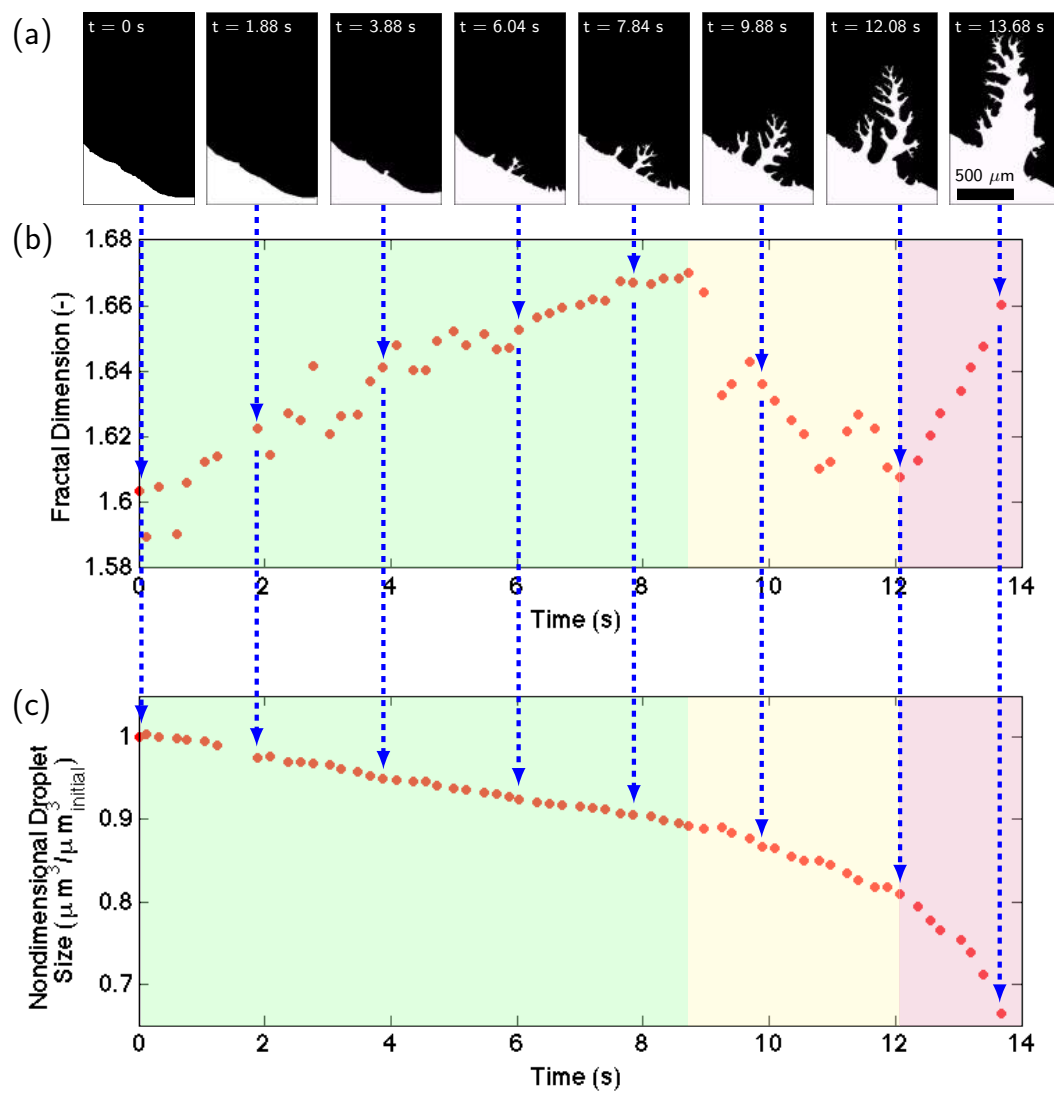 (a)
t = 0 s
t = 1.88 s
t = 3.88 s
t = 6.04 s
t = 7.84 s
t = 9.88 s
t = 12.08 s
t = 13.68 s
500 μm
(b)
1.68
1.66
1.64
1.62
1.6
1.58
Fractal Dimension (-)
0
2
4
6
8
10
12
14
Time (s)
(c)
1
0.9
0.8
0.7
Nondimensional Droplet
Size (μ m³/μ m³initial)
0
2
4
6
8
10
12
14
Time (s)